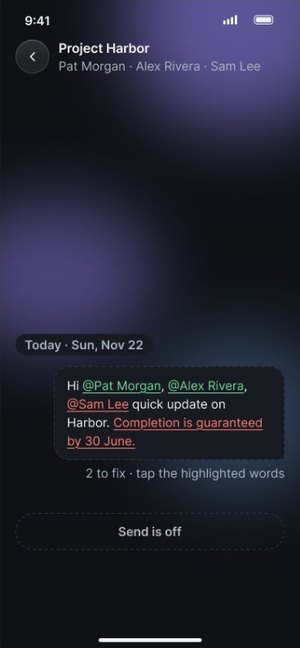 9:41
Project Harbor
Pat Morgan · Alex Rivera · Sam Lee
Today · Sun, Nov 22
Hi @Pat Morgan, @Alex Rivera,
@Sam Lee quick update on
Harbor. Completion is guaranteed
by 30 June.
2 to fix · tap the highlighted words
Send is off